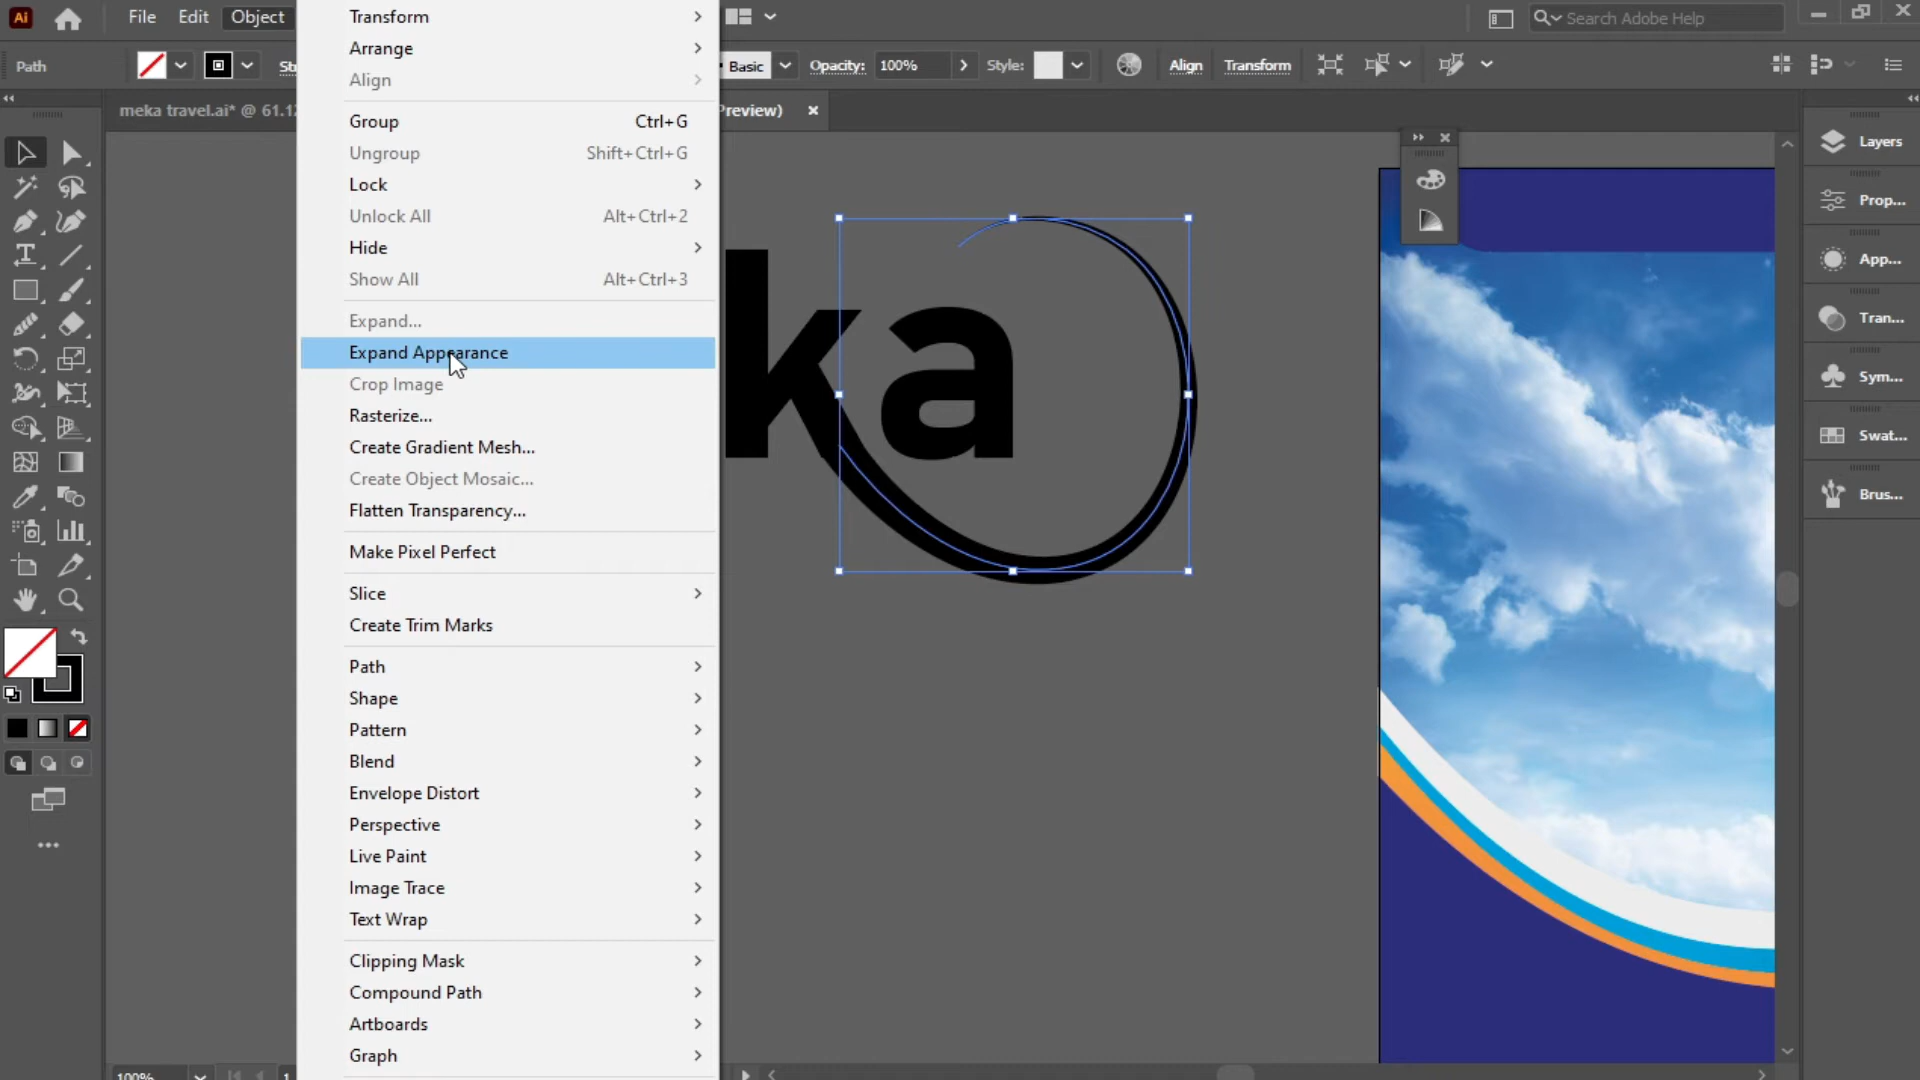 Ai File Edit Object
Search Adobe Help
Path
Basic Opacity: 100% Style: Align Transform
meka travel.ai* @ 61.12
Preview)
Transform
Arrange
Align
Group Ctrl+G
Ungroup Shift+Ctrl+G
Lock
Unlock All Alt+Ctrl+2
Hide
Show All Alt+Ctrl+3
Expand...
Expand Appearance
Crop Image
Rasterize...
Create Gradient Mesh...
Create Object Mosaic...
Flatten Transparency...
Make Pixel Perfect
Slice
Create Trim Marks
Path
Shape
Pattern
Blend
Envelope Distort
Perspective
Live Paint
Image Trace
Text Wrap
Clipping Mask
Compound Path
Artboards
Graph
ka
Layers
Prop...
App...
Tran...
Sym...
Swat...
Brus...
100%
1